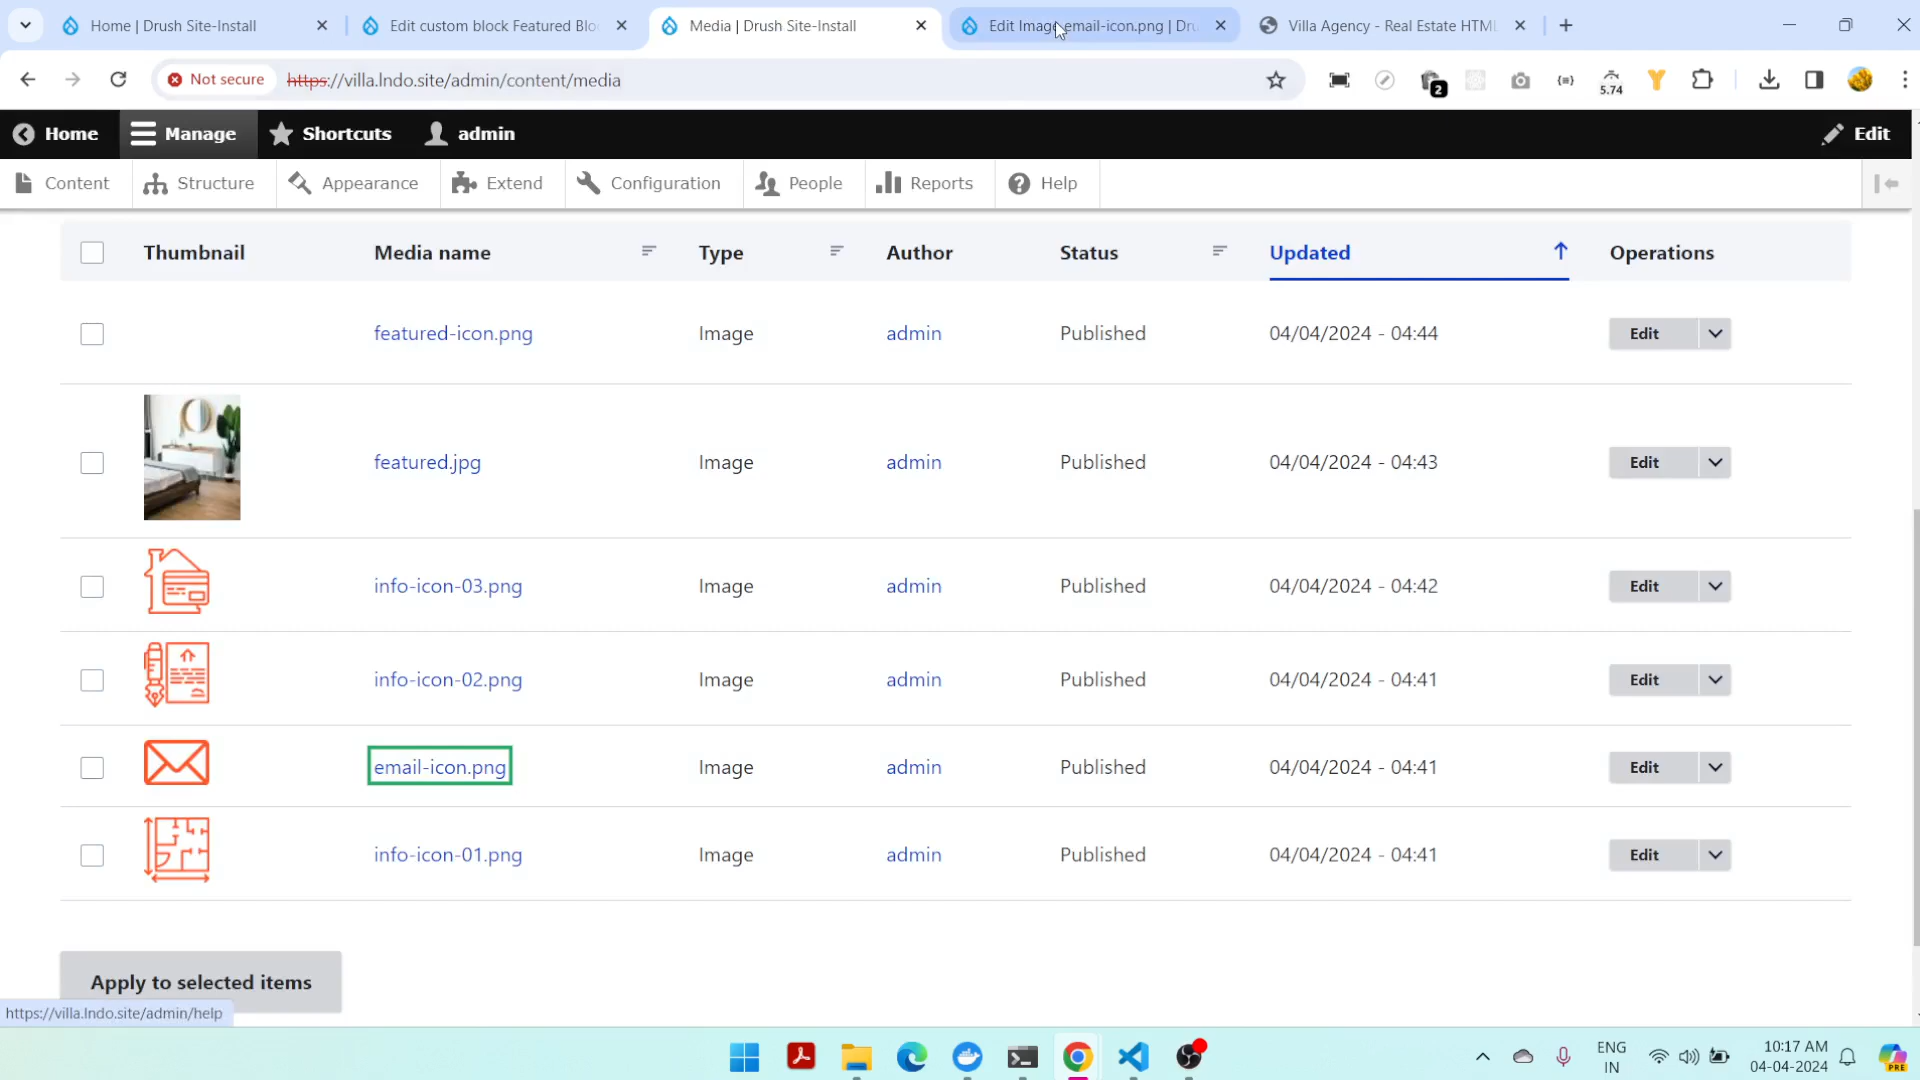 Home | Drush Site-Install
Edit custom block Featured Blo
Media | Drush Site-Install
Edit Image email-icon.png | Dru
Villa Agency - Real Estate HTML
Not secure
https://villa.lndo.site/admin/content/media
2
5.74
Home
Manage
Shortcuts
admin
Edit
Content
Structure
Appearance
Extend
Configuration
People
Reports
Help
Thumbnail Media name Type Author Status Updated Operations
featured-icon.png Image admin Published 04/04/2024 - 04:44 Edit
featured.jpg Image admin Published 04/04/2024 - 04:43 Edit
info-icon-03.png Image admin Published 04/04/2024 - 04:42 Edit
info-icon-02.png Image admin Published 04/04/2024 - 04:41 Edit
email-icon.png Image admin Published 04/04/2024 - 04:41 Edit
info-icon-01.png Image admin Published 04/04/2024 - 04:41 Edit
Apply to selected items
https://villa.lndo.site/admin/help
ENG
IN
10:17 AM
04-04-2024
PRE